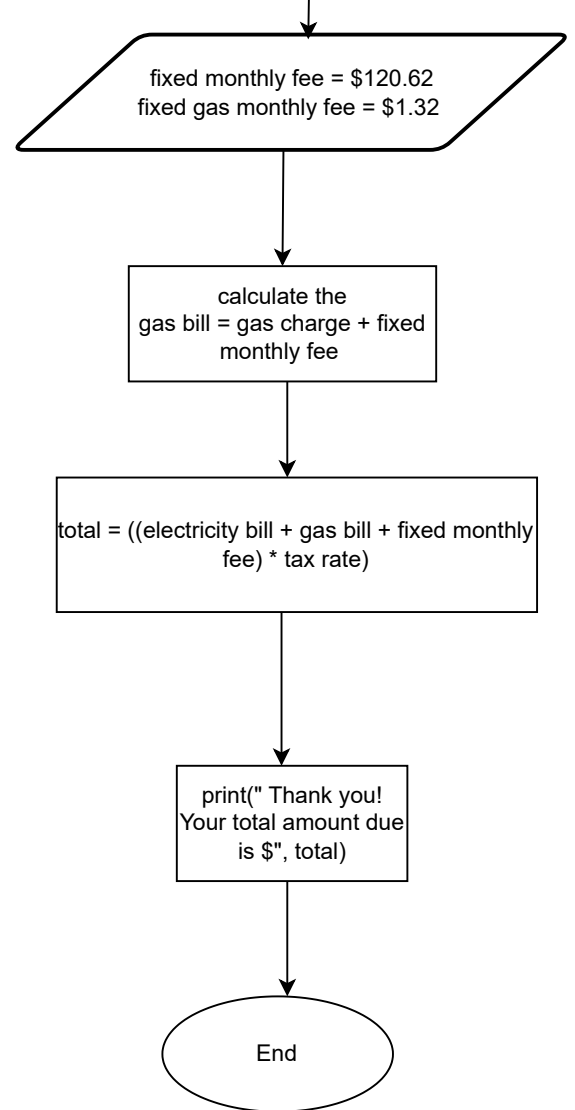 fixed monthly fee = $120.62
fixed gas monthly fee = $1.32
calculate the
gas bill = gas charge + fixed
monthly fee
total = ((electricity bill + gas bill + fixed monthly
fee) * tax rate)
print(" Thank you!
Your total amount due
is $", total)
End